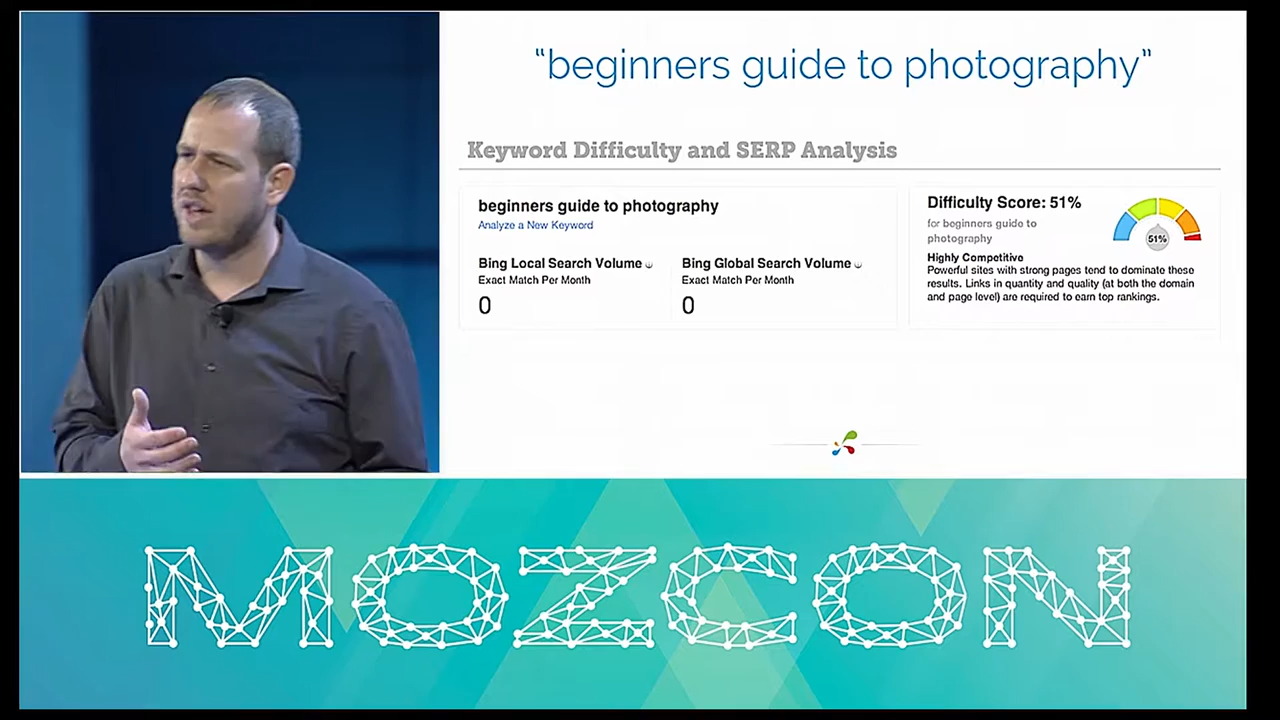 “beginners guide to photography”
Keyword Difficulty and SERP Analysis
beginners guide to photography
Analyze a New Keyword
Bing Local Search Volume
Exact Match Per Month
0
Bing Global Search Volume
Exact Match Per Month
0
Difficulty Score: 51%
for beginners guide to
photography
51%
Highly Competitive
Powerful sites with strong pages tend to dominate these
results. Links in quantity and quality (at both the domain
and page level) are required to earn top rankings.
MOZCON